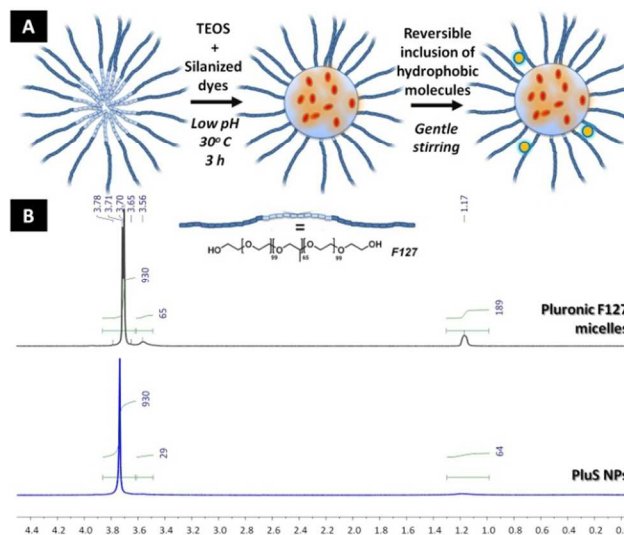 A
TEOS
+
Silanized
dyes
Low pH
30° C
3 h
Reversible
inclusion of
hydrophobic
molecules
Gentle
stirring
B
3.78
3.71
3.70
3.65
3.56
1.17
=
HO O 99 O 65 O 99 OH F127
930
65
189
Pluronic F127
micelles
930
29
64
PluS NPs
4.4 4.2 4.0 3.8 3.6 3.4 3.2 3.0 2.8 2.6 2.4 2.2 2.0 1.8 1.6 1.4 1.2 1.0 0.8 0.6 0.4 0.2